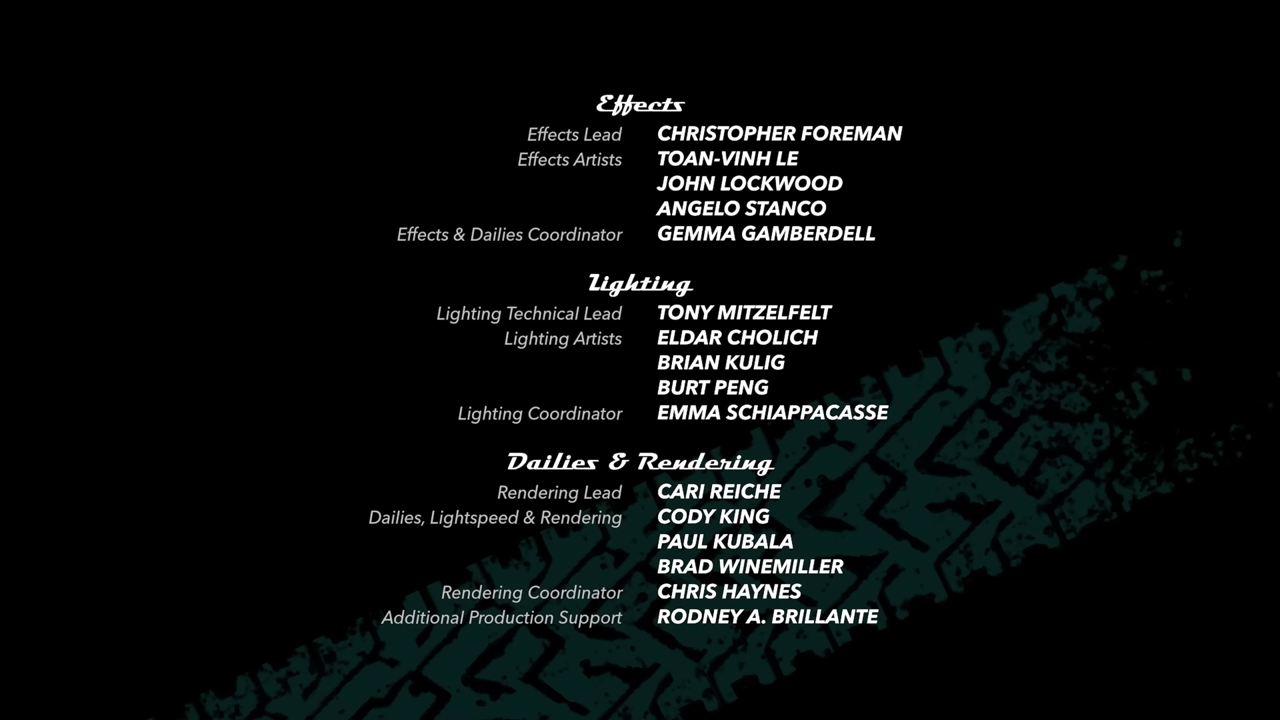 Effects
Effects Lead CHRISTOPHER FOREMAN
Effects Artists TOAN-VINH LE
JOHN LOCKWOOD
ANGELO STANCO
Effects & Dailies Coordinator GEMMA GAMBERDELL
Lighting
Lighting Technical Lead TONY MITZELFELT
Lighting Artists ELDAR CHOLICH
BRIAN KULIG
BURT PENG
Lighting Coordinator EMMA SCHIAPPACASSE
Dailies & Rendering
Rendering Lead CARI REICHE
Dailies, Lightspeed & Rendering CODY KING
PAUL KUBALA
BRAD WINEMILLER
Rendering Coordinator CHRIS HAYNES
Additional Production Support RODNEY A. BRILLANTE